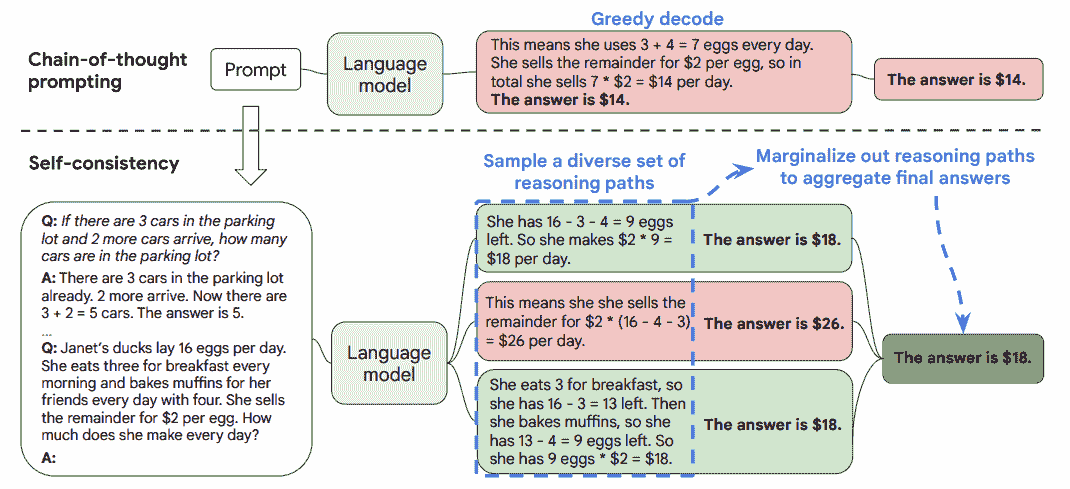 Greedy decode
Chain-of-thought
prompting
Prompt
Language
model
This means she uses 3 + 4 = 7 eggs every day.
She sells the remainder for $2 per egg, so in
total she sells 7 * $2 = $14 per day.
The answer is $14.
The answer is $14.
Self-consistency
Sample a diverse set of
reasoning paths
Marginalize out reasoning paths
to aggregate final answers
Q: If there are 3 cars in the parking
lot and 2 more cars arrive, how many
cars are in the parking lot?
A: There are 3 cars in the parking lot
already. 2 more arrive. Now there are
3 + 2 = 5 cars. The answer is 5.
...
Q: Janet's ducks lay 16 eggs per day.
She eats three for breakfast every
morning and bakes muffins for her
friends every day with four. She sells
the remainder for $2 per egg. How
much does she make every day?
A:
Language
model
She has 16 - 3 - 4 = 9 eggs
left. So she makes $2 * 9 =
$18 per day.
The answer is $18.
This means she she sells the
remainder for $2 * (16 - 4 - 3)
= $26 per day.
The answer is $26.
She eats 3 for breakfast, so
she has 16 - 3 = 13 left. Then
she bakes muffins, so she
has 13 - 4 = 9 eggs left. So
she has 9 eggs * $2 = $18.
The answer is $18.
The answer is $18.